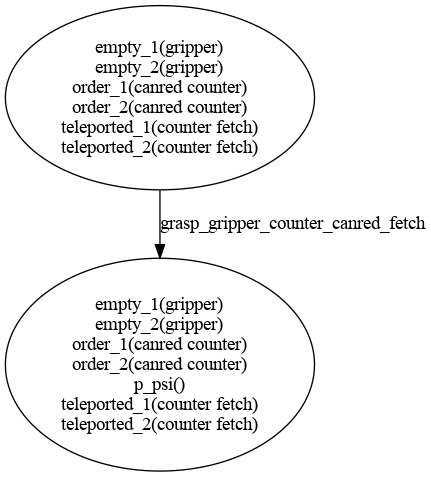 empty_1(gripper)
empty_2(gripper)
order_1(canred counter)
order_2(canred counter)
teleported_1(counter fetch)
teleported_2(counter fetch)
grasp_gripper_counter_canred_fetch
empty_1(gripper)
empty_2(gripper)
order_1(canred counter)
order_2(canred counter)
p_psi()
teleported_1(counter fetch)
teleported_2(counter fetch)